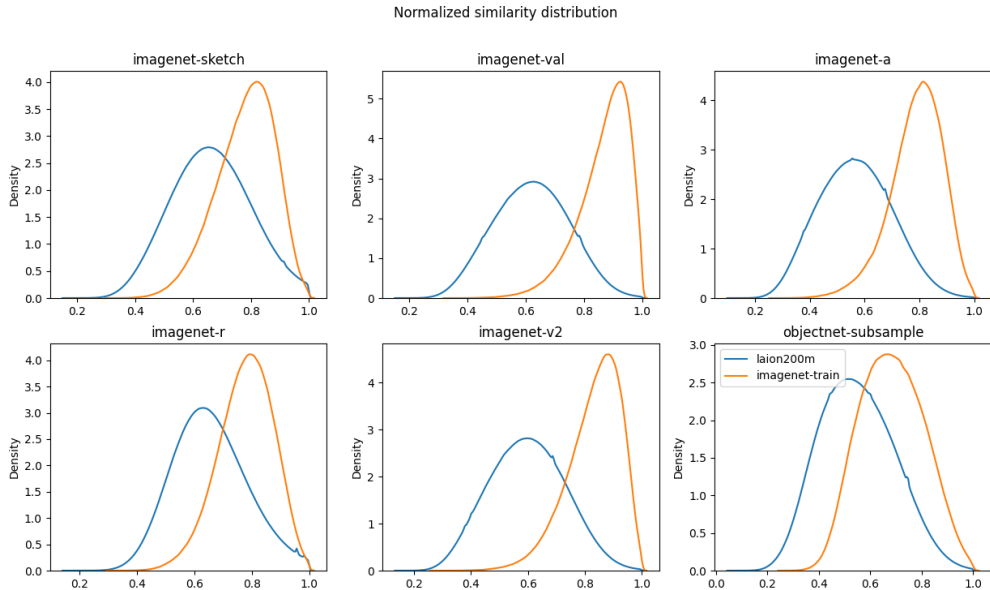 Normalized similarity distribution
imagenet-sketch
imagenet-val
imagenet-a
Density
4.0
3.5
3.0
2.5
2.0
1.5
1.0
0.5
0.0
0.2 0.4 0.6 0.8 1.0
Density
5
4
3
2
1
0
0.2 0.4 0.6 0.8 1.0
Density
4
3
2
1
0
0.2 0.4 0.6 0.8 1.0
imagenet-r
imagenet-v2
objectnet-subsample
Density
4.0
3.5
3.0
2.5
2.0
1.5
1.0
0.5
0.0
0.2 0.4 0.6 0.8 1.0
Density
4
3
2
1
0
0.2 0.4 0.6 0.8 1.0
laion200m
imagenet-train
Density
3.0
2.5
2.0
1.5
1.0
0.5
0.0
0.0 0.2 0.4 0.6 0.8 1.0